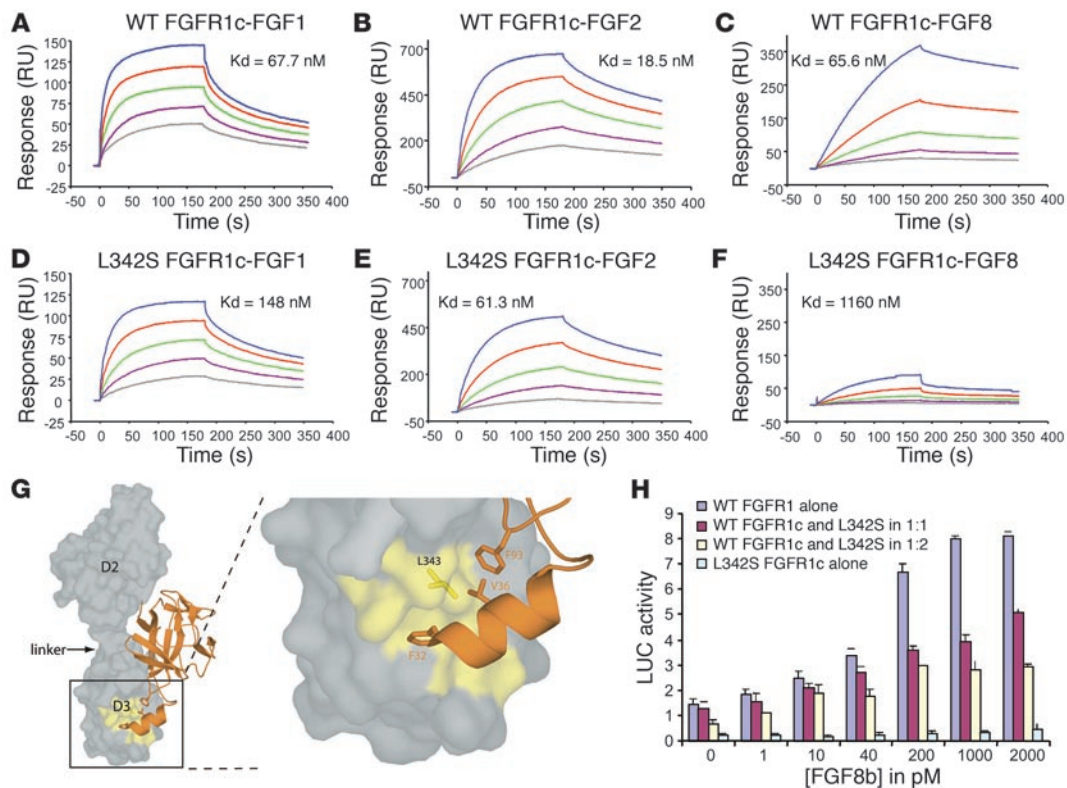 A
WT FGFR1c-FGF1
Response (RU)
150
125
100
75
50
25
0
-25
Kd = 67.7 nM
-50 0 50 100 150 200 250 300 350 400
Time (s)
B
WT FGFR1c-FGF2
Response (RU)
700
450
200
-50
Kd = 18.5 nM
-50 0 50 100 150 200 250 300 350 400
Time (s)
C
WT FGFR1c-FGF8
Response (RU)
350
250
150
50
-50
Kd = 65.6 nM
-50 0 50 100 150 200 250 300 350 400
Time (s)
D
L342S FGFR1c-FGF1
Response (RU)
150
125
100
75
50
25
0
-25
Kd = 148 nM
-50 0 50 100 150 200 250 300 350 400
Time (s)
E
L342S FGFR1c-FGF2
Response (RU)
700
450
200
-50
Kd = 61.3 nM
-50 0 50 100 150 200 250 300 350 400
Time (s)
F
L342S FGFR1c-FGF8
Response (RU)
350
250
150
50
-50
Kd = 1160 nM
-50 0 50 100 150 200 250 300 350 400
Time (s)
G
D2
linker
D3
L343
F93
V36
F32
H
WT FGFR1 alone
WT FGFR1c and L342S in 1:1
WT FGFR1c and L342S in 1:2
L342S FGFR1c alone
LUC activity
9
8
7
6
5
4
3
2
1
0
0 1 10 40 200 1000 2000
[FGF8b] in pM